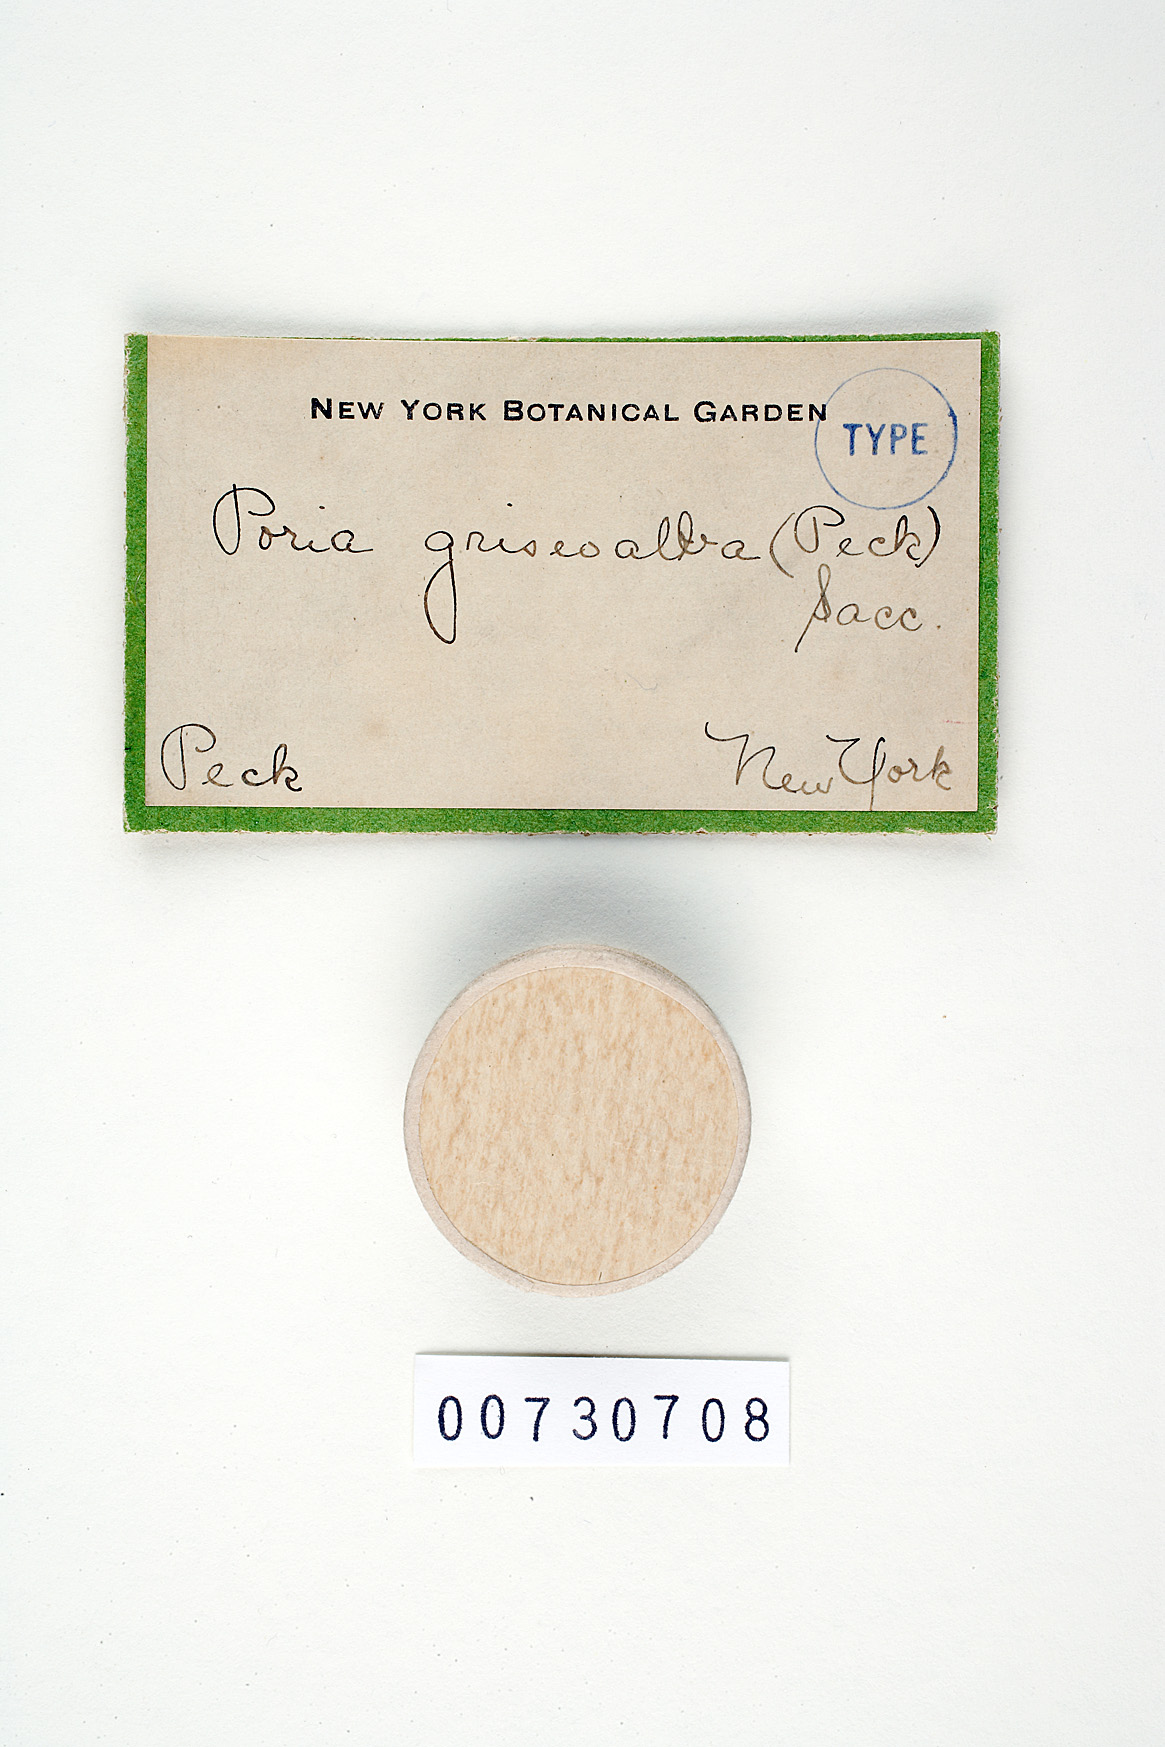 NEW YORK BOTANICAL GARDEN
TYPE
Poria griseoalba (Peck)
Sacc.
Peck
New York
00730708